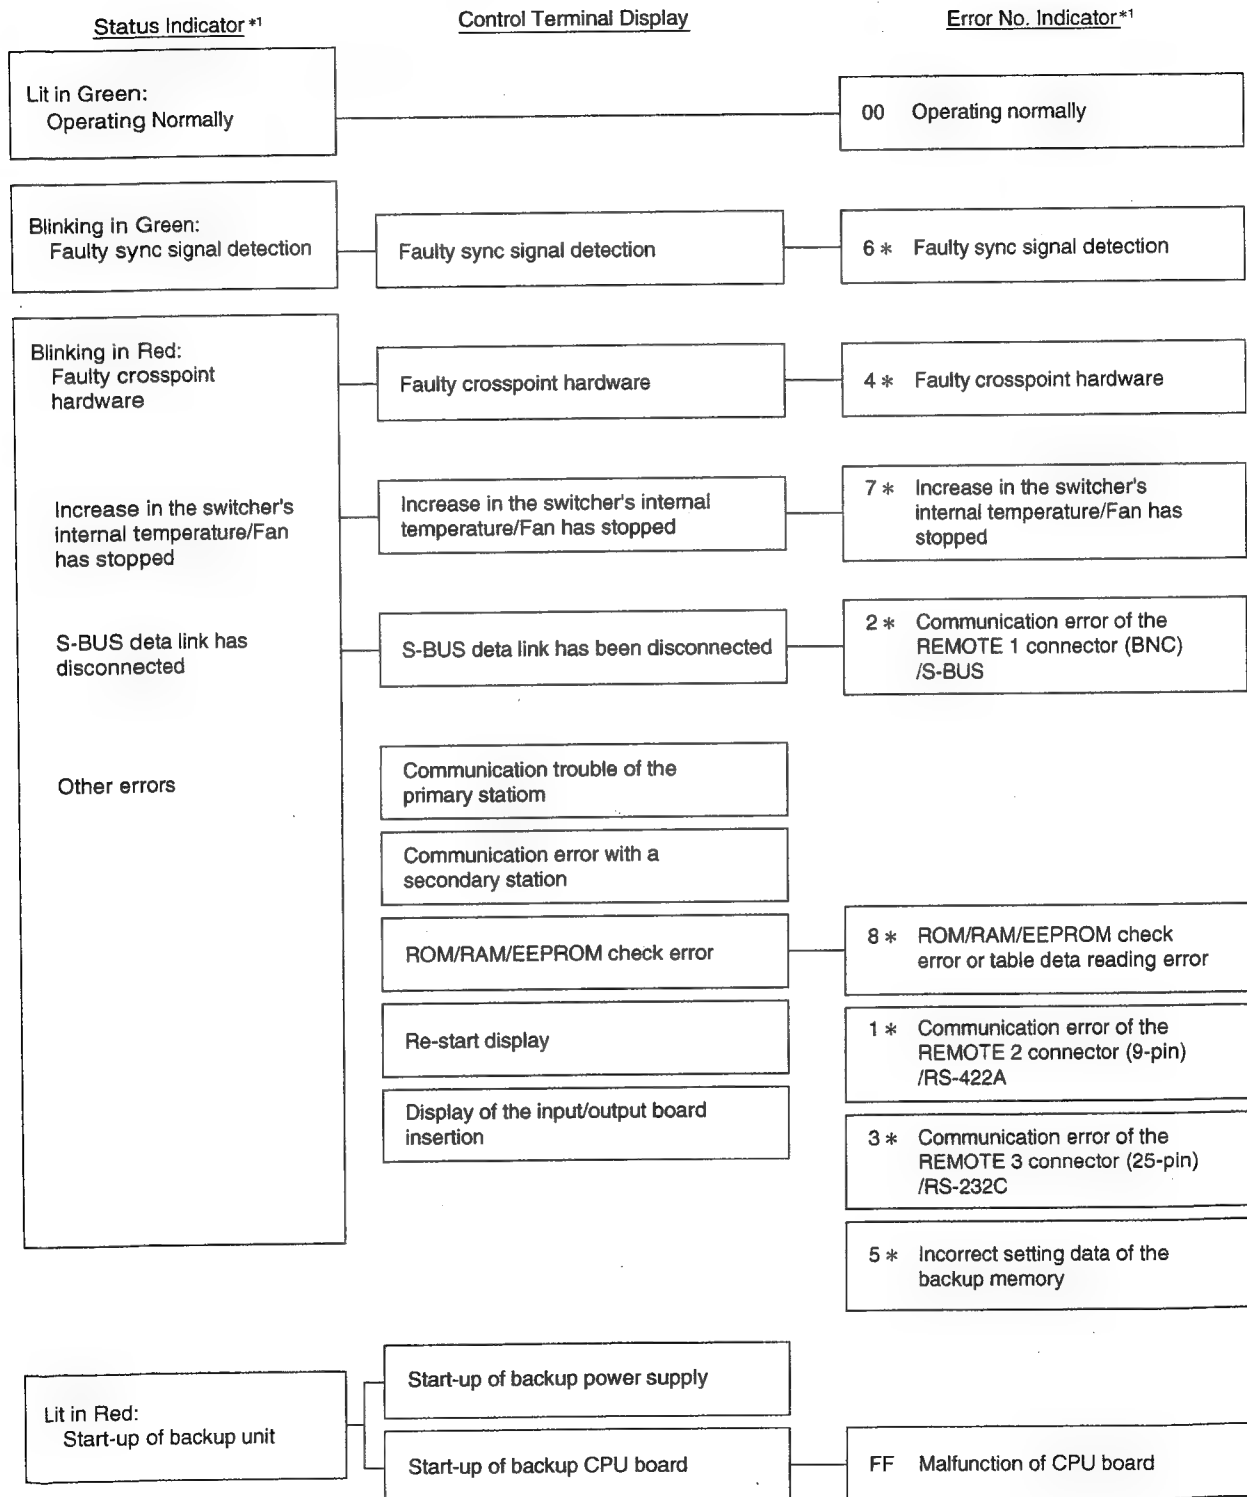 Status Indicator*1
Control Terminal Display
Error No. Indicator*1
Lit in Green:
Operating Normally
00 Operating normally
Blinking in Green:
Faulty sync signal detection
Faulty sync signal detection
6* Faulty sync signal detection
Blinking in Red:
Faulty crosspoint
hardware
Faulty crosspoint hardware
4* Faulty crosspoint hardware
Increase in the switcher's
internal temperature/Fan
has stopped
Increase in the switcher's internal
temperature/Fan has stopped
7* Increase in the switcher's
internal temperature/Fan has
stopped
S-BUS deta link has
disconnected
S-BUS deta link has been disconnected
2* Communication error of the
REMOTE 1 connector (BNC)
/S-BUS
Other errors
Communication trouble of the
primary statiom
Communication error with a
secondary station
ROM/RAM/EEPROM check error
8* ROM/RAM/EEPROM check
error or table deta reading error
Re-start display
1* Communication error of the
REMOTE 2 connector (9-pin)
/RS-422A
Display of the input/output board
insertion
3* Communication error of the
REMOTE 3 connector (25-pin)
/RS-232C
5* Incorrect setting data of the
backup memory
Lit in Red:
Start-up of backup unit
Start-up of backup power supply
Start-up of backup CPU board
FF Malfunction of CPU board